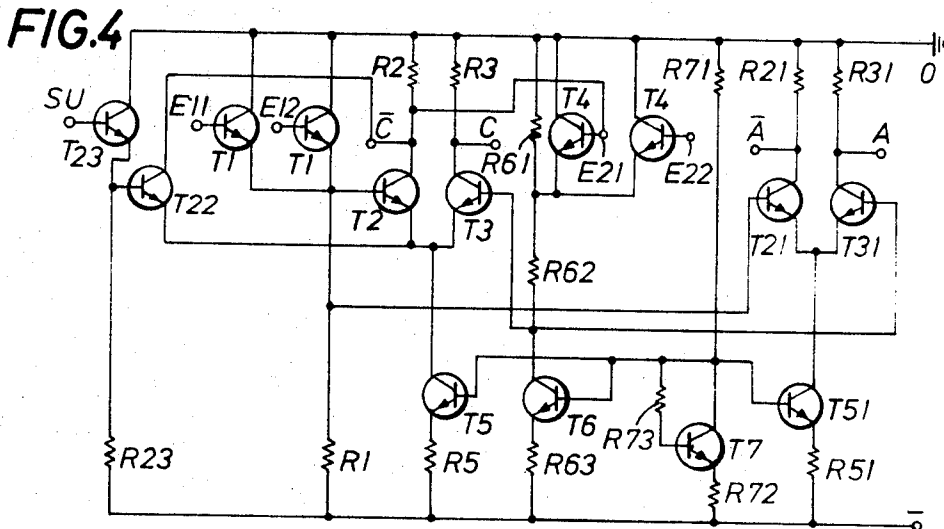 FIG.4
R2 R3 R71 R21 R31 0
SU E11 E12 C̄ C R61 T4 T4 Ā A
T23 T1 T1 E21 E22
T22 T2 T3 T21 T31
R62
T5 T6 R73 T7 T51
R23 R1 R5 R63 R72 R51
–